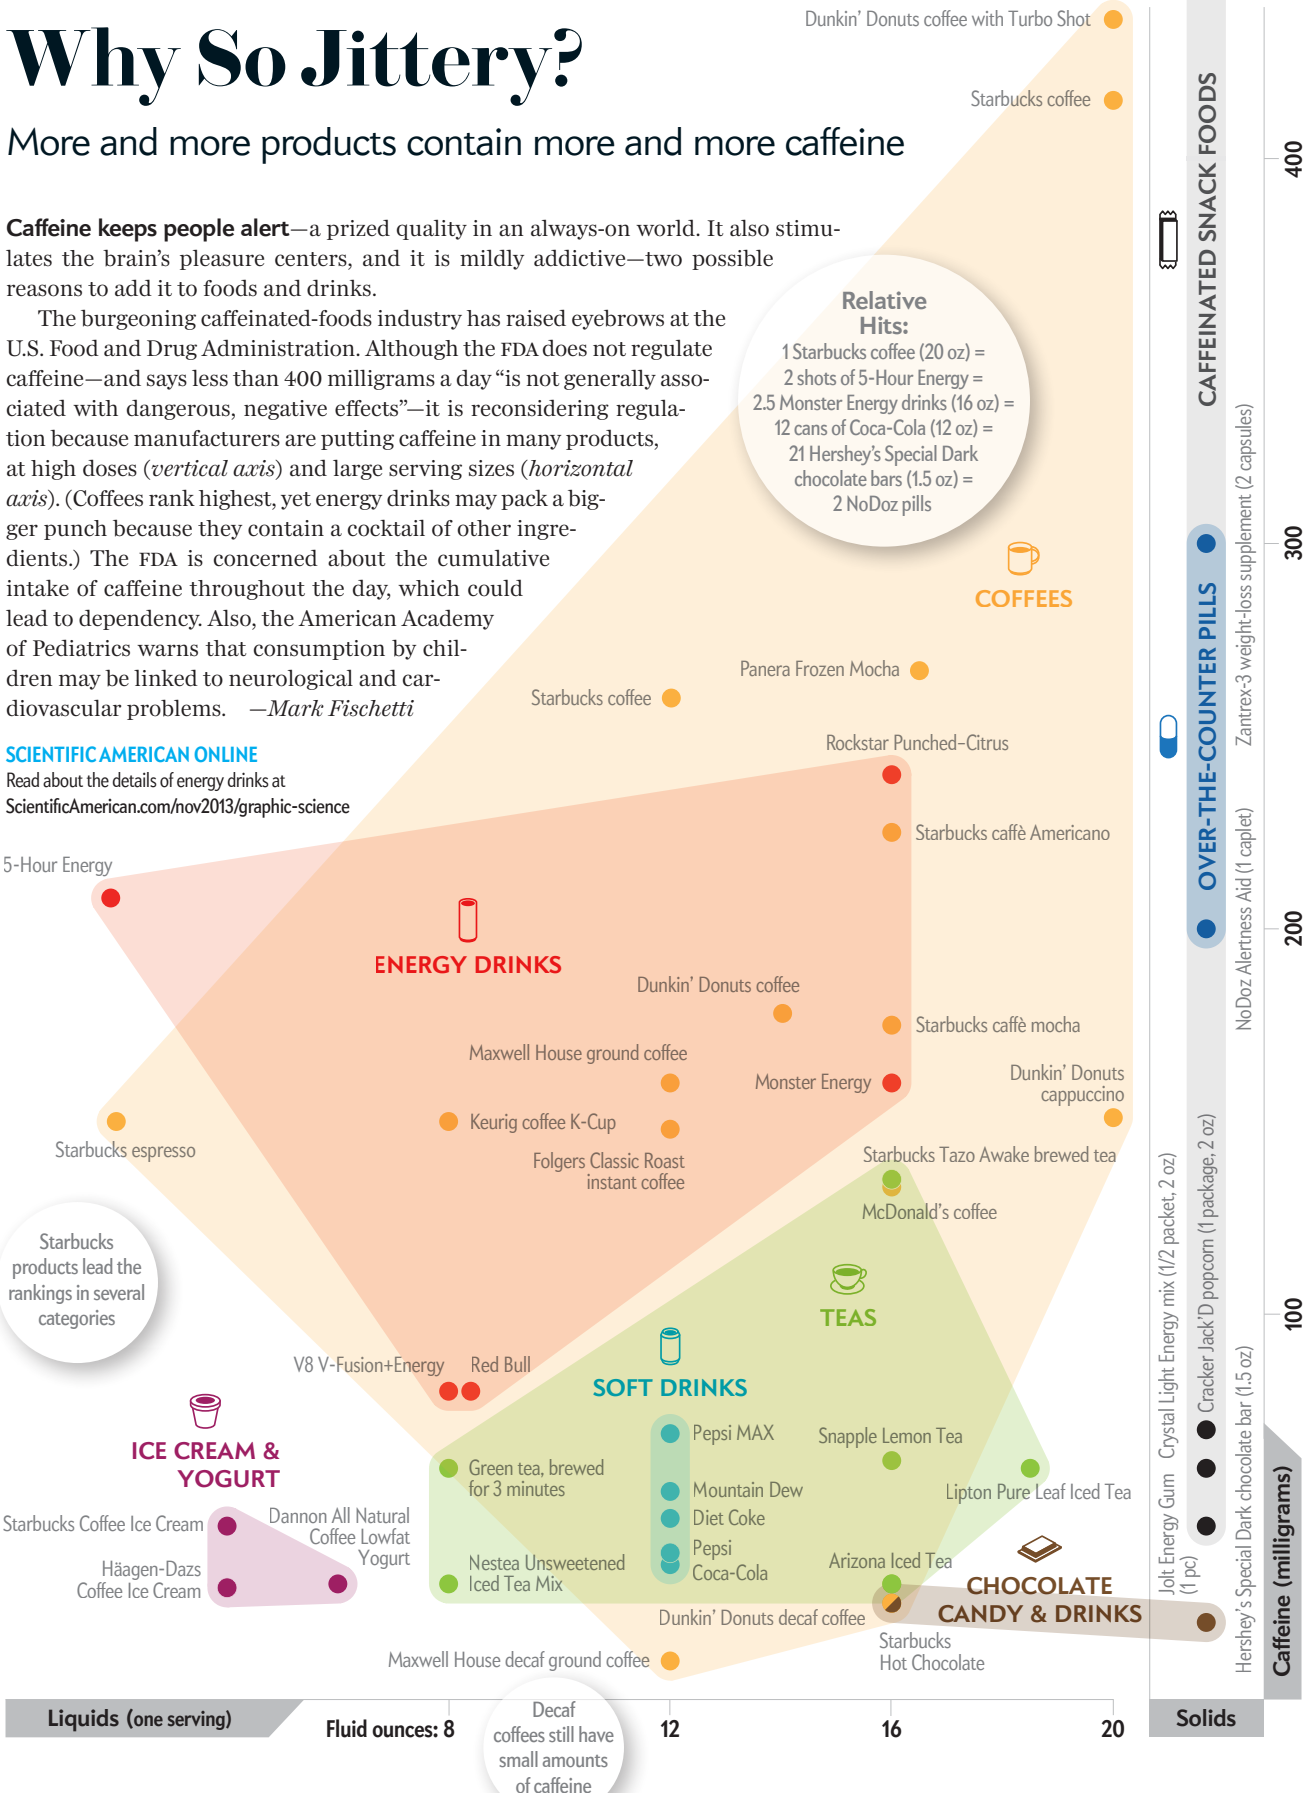 Why So Jittery?
More and more products contain more and more caffeine
Caffeine keeps people alert—a prized quality in an always-on world. It also stimu-
lates the brain’s pleasure centers, and it is mildly addictive—two possible
reasons to add it to foods and drinks.
The burgeoning caffeinated-foods industry has raised eyebrows at the
U.S. Food and Drug Administration. Although the FDA does not regulate
caffeine—and says less than 400 milligrams a day “is not generally asso-
ciated with dangerous, negative effects”—it is reconsidering regula-
tion because manufacturers are putting caffeine in many products,
at high doses (vertical axis) and large serving sizes (horizontal
axis). (Coffees rank highest, yet energy drinks may pack a big-
ger punch because they contain a cocktail of other ingre-
dients.) The FDA is concerned about the cumulative
intake of caffeine throughout the day, which could
lead to dependency. Also, the American Academy
of Pediatrics warns that consumption by chil-
dren may be linked to neurological and car-
diovascular problems. —Mark Fischetti
SCIENTIFIC AMERICAN ONLINE
Read about the details of energy drinks at
ScientificAmerican.com/nov2013/graphic-science
Relative
Hits:
1 Starbucks coffee (20 oz) =
2 shots of 5-Hour Energy =
2.5 Monster Energy drinks (16 oz) =
12 cans of Coca-Cola (12 oz) =
21 Hershey’s Special Dark
chocolate bars (1.5 oz) =
2 NoDoz pills
Dunkin’ Donuts coffee with Turbo Shot
Starbucks coffee
COFFEES
Panera Frozen Mocha
Starbucks coffee
Rockstar Punched–Citrus
Starbucks caffè Americano
5-Hour Energy
ENERGY DRINKS
Dunkin’ Donuts coffee
Starbucks caffè mocha
Maxwell House ground coffee
Monster Energy
Dunkin’ Donuts
cappuccino
Keurig coffee K-Cup
Starbucks espresso
Folgers Classic Roast
instant coffee
Starbucks Tazo Awake brewed tea
McDonald’s coffee
Starbucks
products lead the
rankings in several
categories
TEAS
V8 V-Fusion+Energy
Red Bull
SOFT DRINKS
ICE CREAM &
YOGURT
Pepsi MAX
Snapple Lemon Tea
Green tea, brewed
for 3 minutes
Mountain Dew
Lipton Pure Leaf Iced Tea
Diet Coke
Starbucks Coffee Ice Cream
Dannon All Natural
Coffee Lowfat
Yogurt
Pepsi
Coca-Cola
Häagen-Dazs
Coffee Ice Cream
Nestea Unsweetened
Iced Tea Mix
Arizona Iced Tea
CHOCOLATE
CANDY & DRINKS
Dunkin’ Donuts decaf coffee
Starbucks
Hot Chocolate
Maxwell House decaf ground coffee
Decaf
coffees still have
small amounts
of caffeine
Liquids (one serving)
Fluid ounces: 8
12
16
20
Solids
CAFFEINATED SNACK FOODS
OVER-THE-COUNTER PILLS
Zantrex-3 weight-loss supplement (2 capsules)
NoDoz Alertness Aid (1 caplet)
Cracker Jack’D popcorn (1 package, 2 oz)
Crystal Light Energy mix (1/2 packet, 2 oz)
Jolt Energy Gum
(1 pc)
Hershey’s Special Dark chocolate bar (1.5 oz)
400
300
200
100
Caffeine (milligrams)